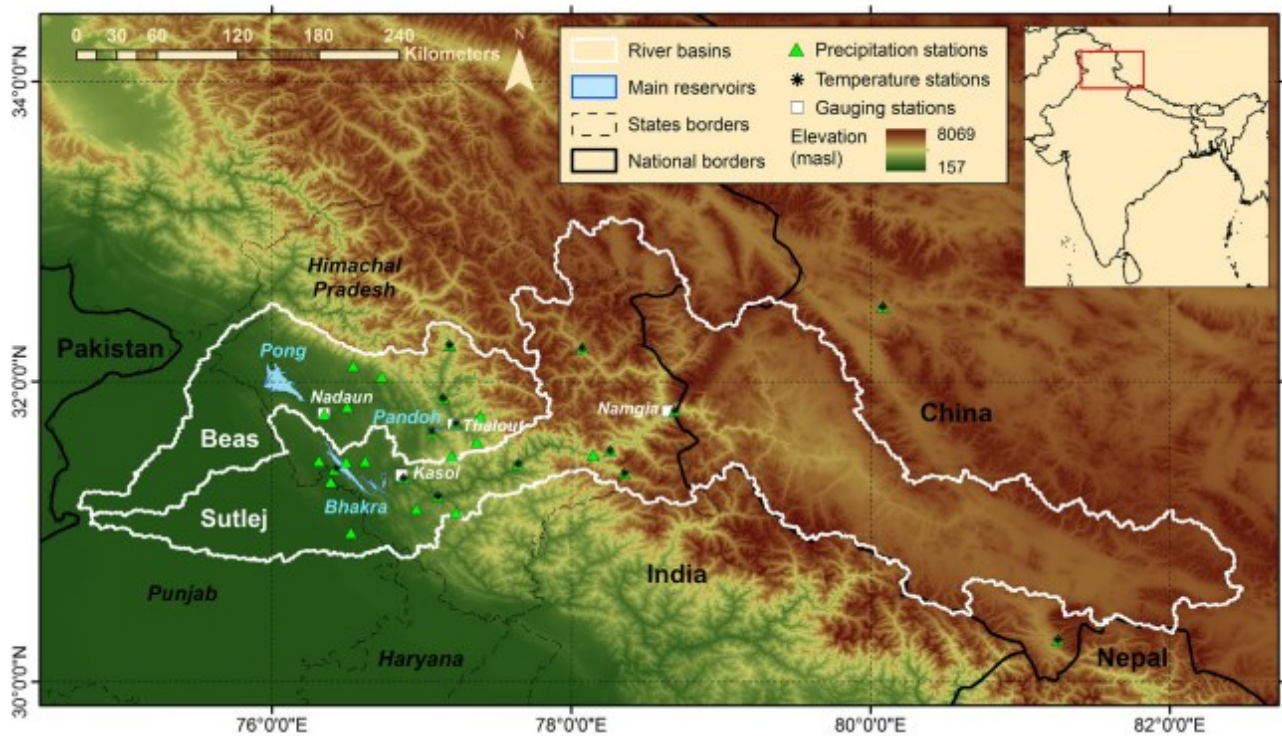 0 30 60 120 180 240
Kilometers
N
River basins
Main reservoirs
States borders
National borders
Precipitation stations
Temperature stations
Gauging stations
Elevation
(masl)
8069
157
34°0'0"N
32°0'0"N
30°0'0"N
Himachal
Pradesh
Pakistan
Pong
Nadaun
Pandoh
Thalout
Namgia
China
Beas
Kasol
Bhakra
Sutlej
India
Punjab
Haryana
Nepal
76°0'0"E
78°0'0"E
80°0'0"E
82°0'0"E